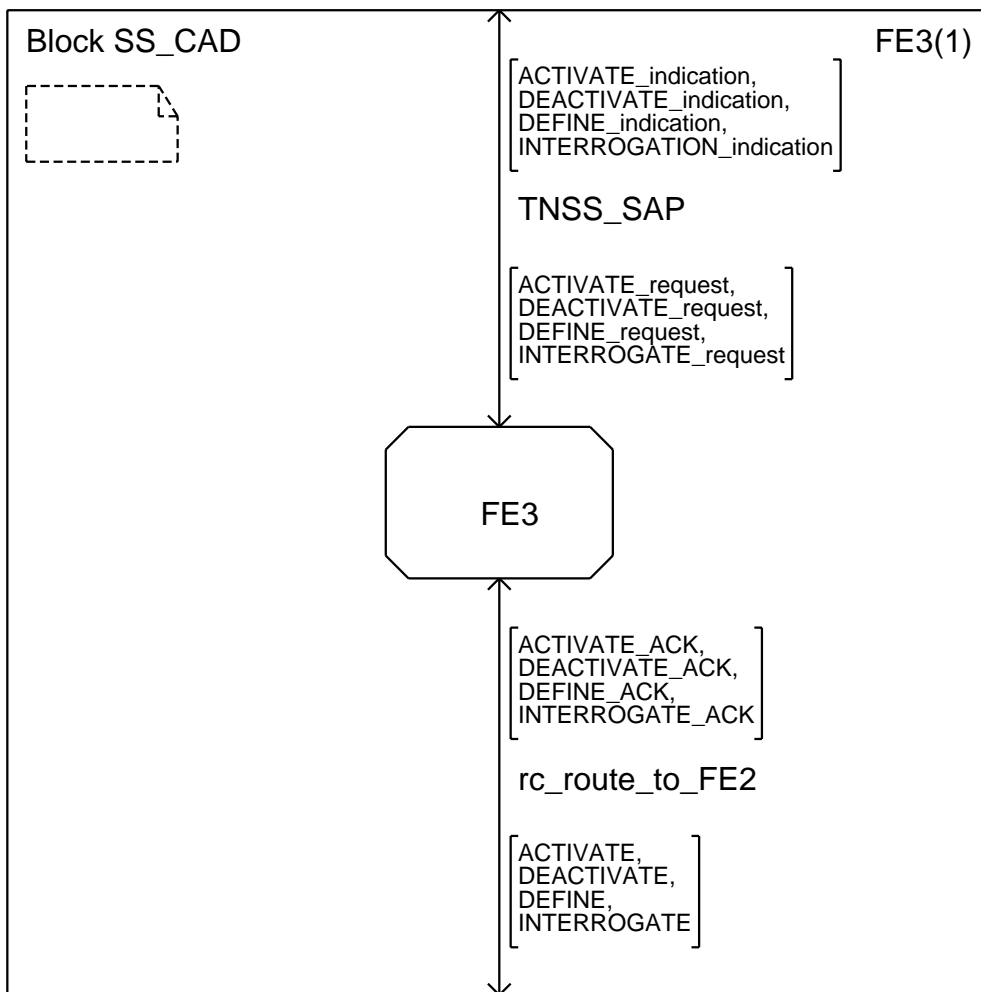 Block SS_CAD
FE3(1)
ACTIVATE_indication,
DEACTIVATE_indication,
DEFINE_indication,
INTERROGATION_indication
TNSS_SAP
ACTIVATE_request,
DEACTIVATE_request,
DEFINE_request,
INTERROGATE_request
FE3
ACTIVATE_ACK,
DEACTIVATE_ACK,
DEFINE_ACK,
INTERROGATE_ACK
rc_route_to_FE2
ACTIVATE,
DEACTIVATE,
DEFINE,
INTERROGATE